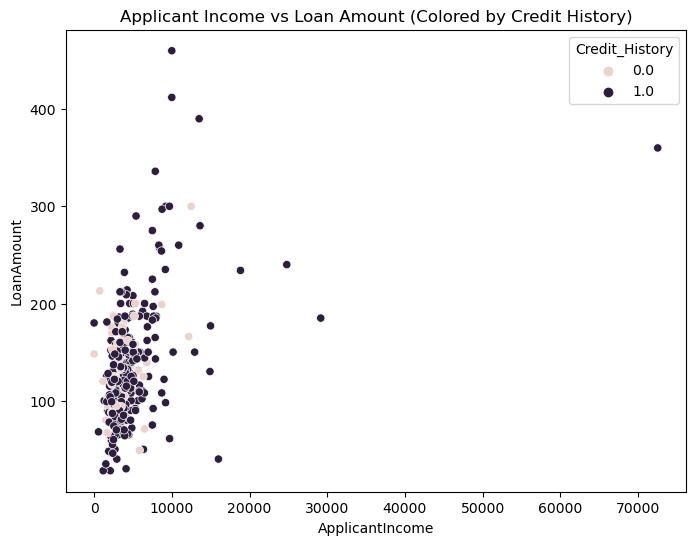 Applicant Income vs Loan Amount (Colored by Credit History)
Credit_History
0.0
1.0
LoanAmount
400
300
200
100
0 10000 20000 30000 40000 50000 60000 70000
ApplicantIncome